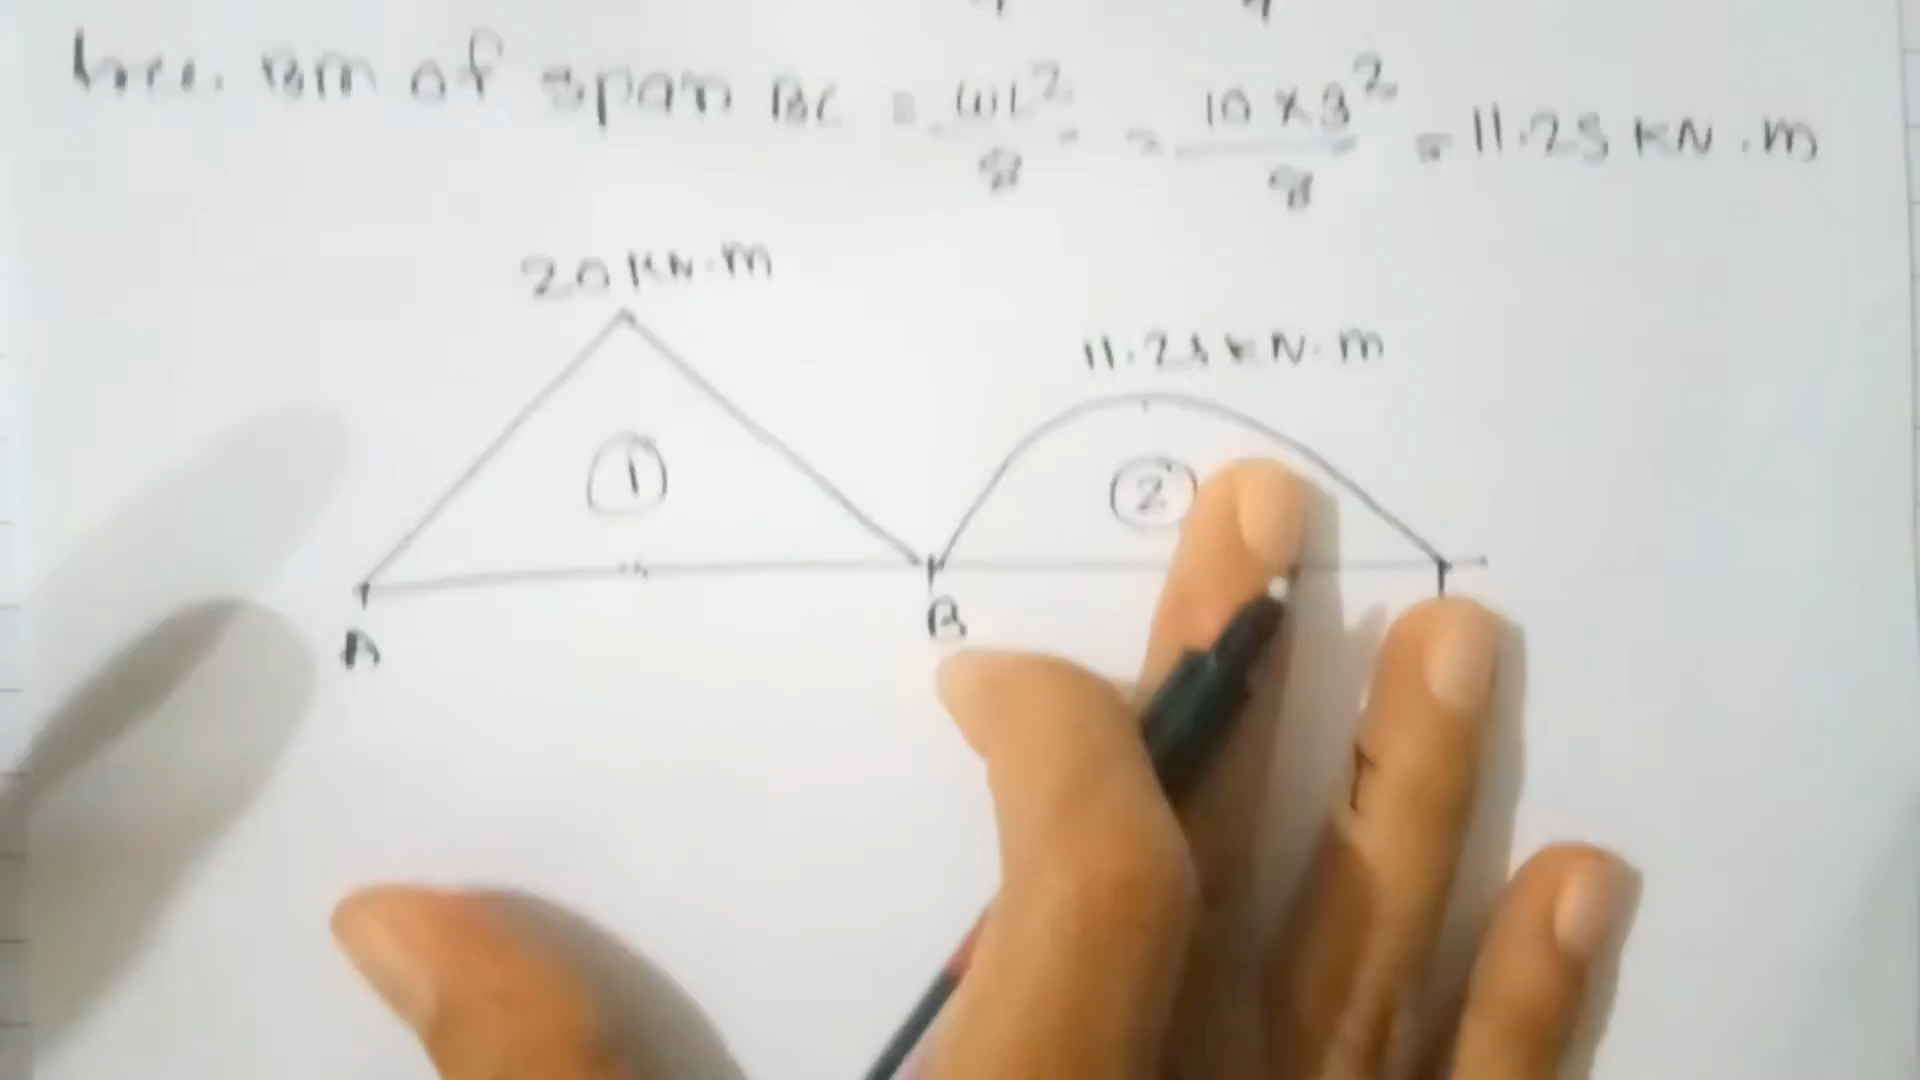 free. BM of span BC = wL²/8 = 10 × 3²/8 = 11.25 KN.m
20 KN.m
11.25 KN.m
1
2
A
B